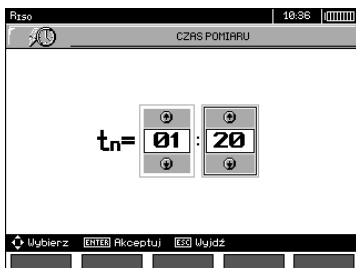 RISO 10:36
CZAS POMIARU
tn= 01 : 20
Wybierz ENTER Akceptuj ESC Wyjdź